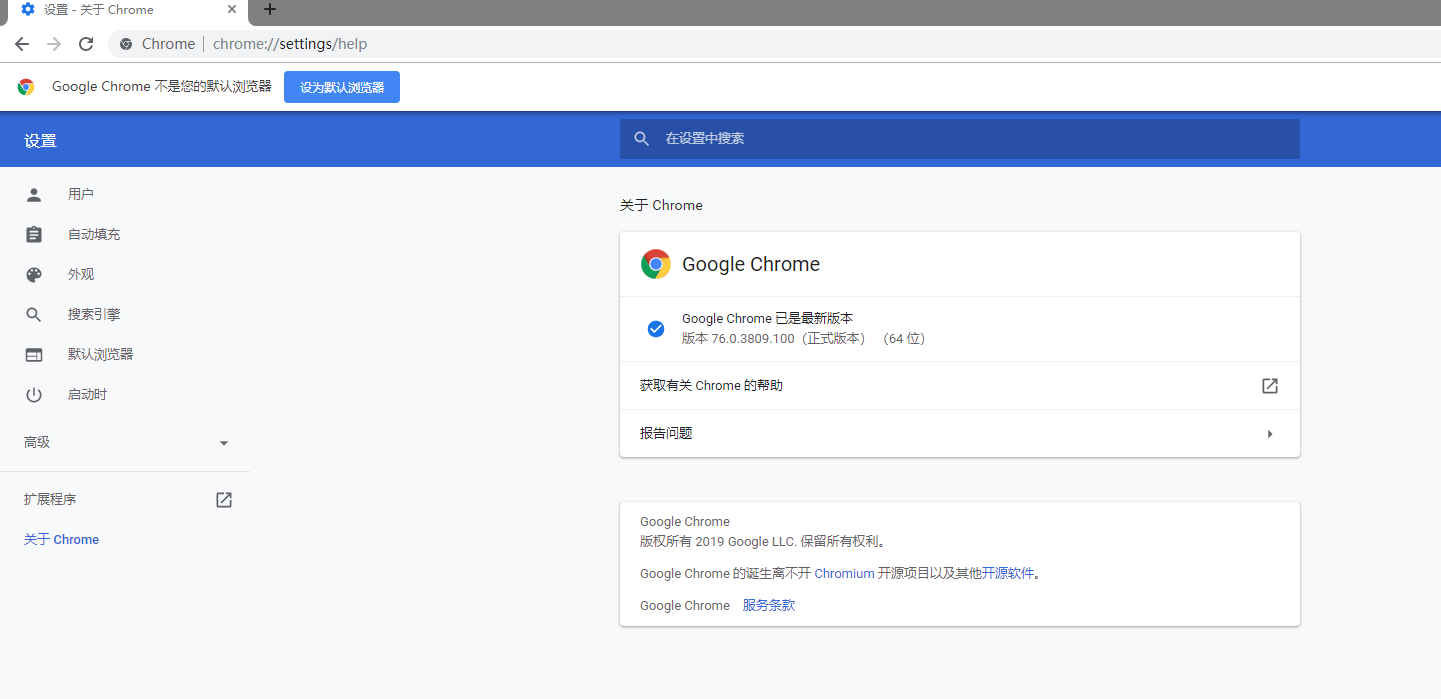 设置 - 关于 Chrome
Chrome | chrome://settings/help
Google Chrome 不是您的默认浏览器 设为默认浏览器
设置
在设置中搜索
用户
自动填充
外观
搜索引擎
默认浏览器
启动时
高级
扩展程序
关于 Chrome
关于 Chrome
Google Chrome
Google Chrome 已是最新版本
版本 76.0.3809.100（正式版本） （64 位）
获取有关 Chrome 的帮助
报告问题
Google Chrome
版权所有 2019 Google LLC. 保留所有权利。
Google Chrome 的诞生离不开 Chromium 开源项目以及其他开源软件。
Google Chrome 服务条款